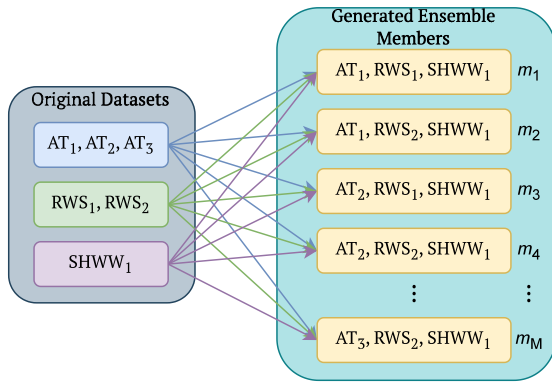 Original Datasets
AT₁, AT₂, AT₃
RWS₁, RWS₂
SHWW₁
Generated Ensemble
Members
AT₁, RWS₁, SHWW₁ m₁
AT₁, RWS₂, SHWW₁ m₂
AT₂, RWS₁, SHWW₁ m₃
AT₂, RWS₂, SHWW₁ m₄
⋮ ⋮
AT₃, RWS₂, SHWW₁ m_M